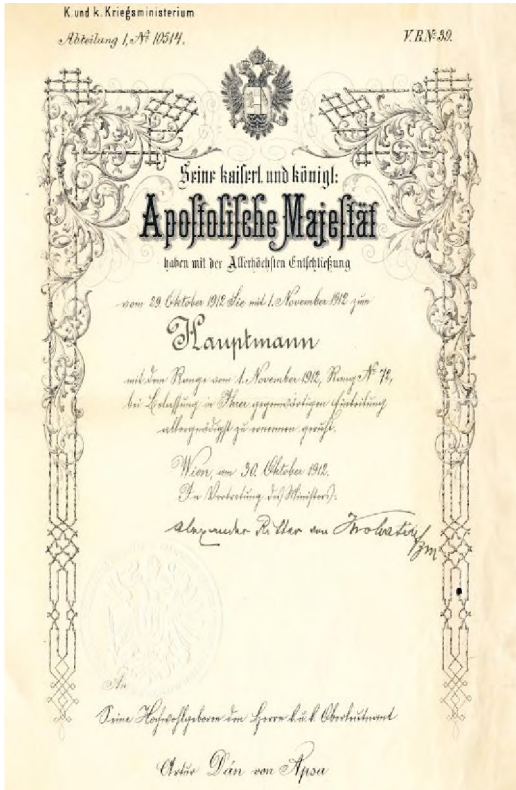 K. und k. Kriegsministerium
Abteilung 1, Nº 10514.
V. B. Nº 39.
Seine kaiserl. und königl:
Apostolische Majestät
haben mit der Allerhöchsten Entschließung
vom 29. Oktober 1912 Sie mit 1. November 1912 zum
Hauptmann
mit dem Range vom 1. November 1912, Rang Nº 72,
bei Belassung in Ihrer gegenwärtigen Einteilung
allergnädigst zu ernennen geruht.
Wien, am 30. Oktober 1912.
In Vertretung des Ministers:
Alexander Ritter von
An
Seine Hochwohlgeboren den Herrn k. u. k. Oberleutnant
Artur Dán von Apsa